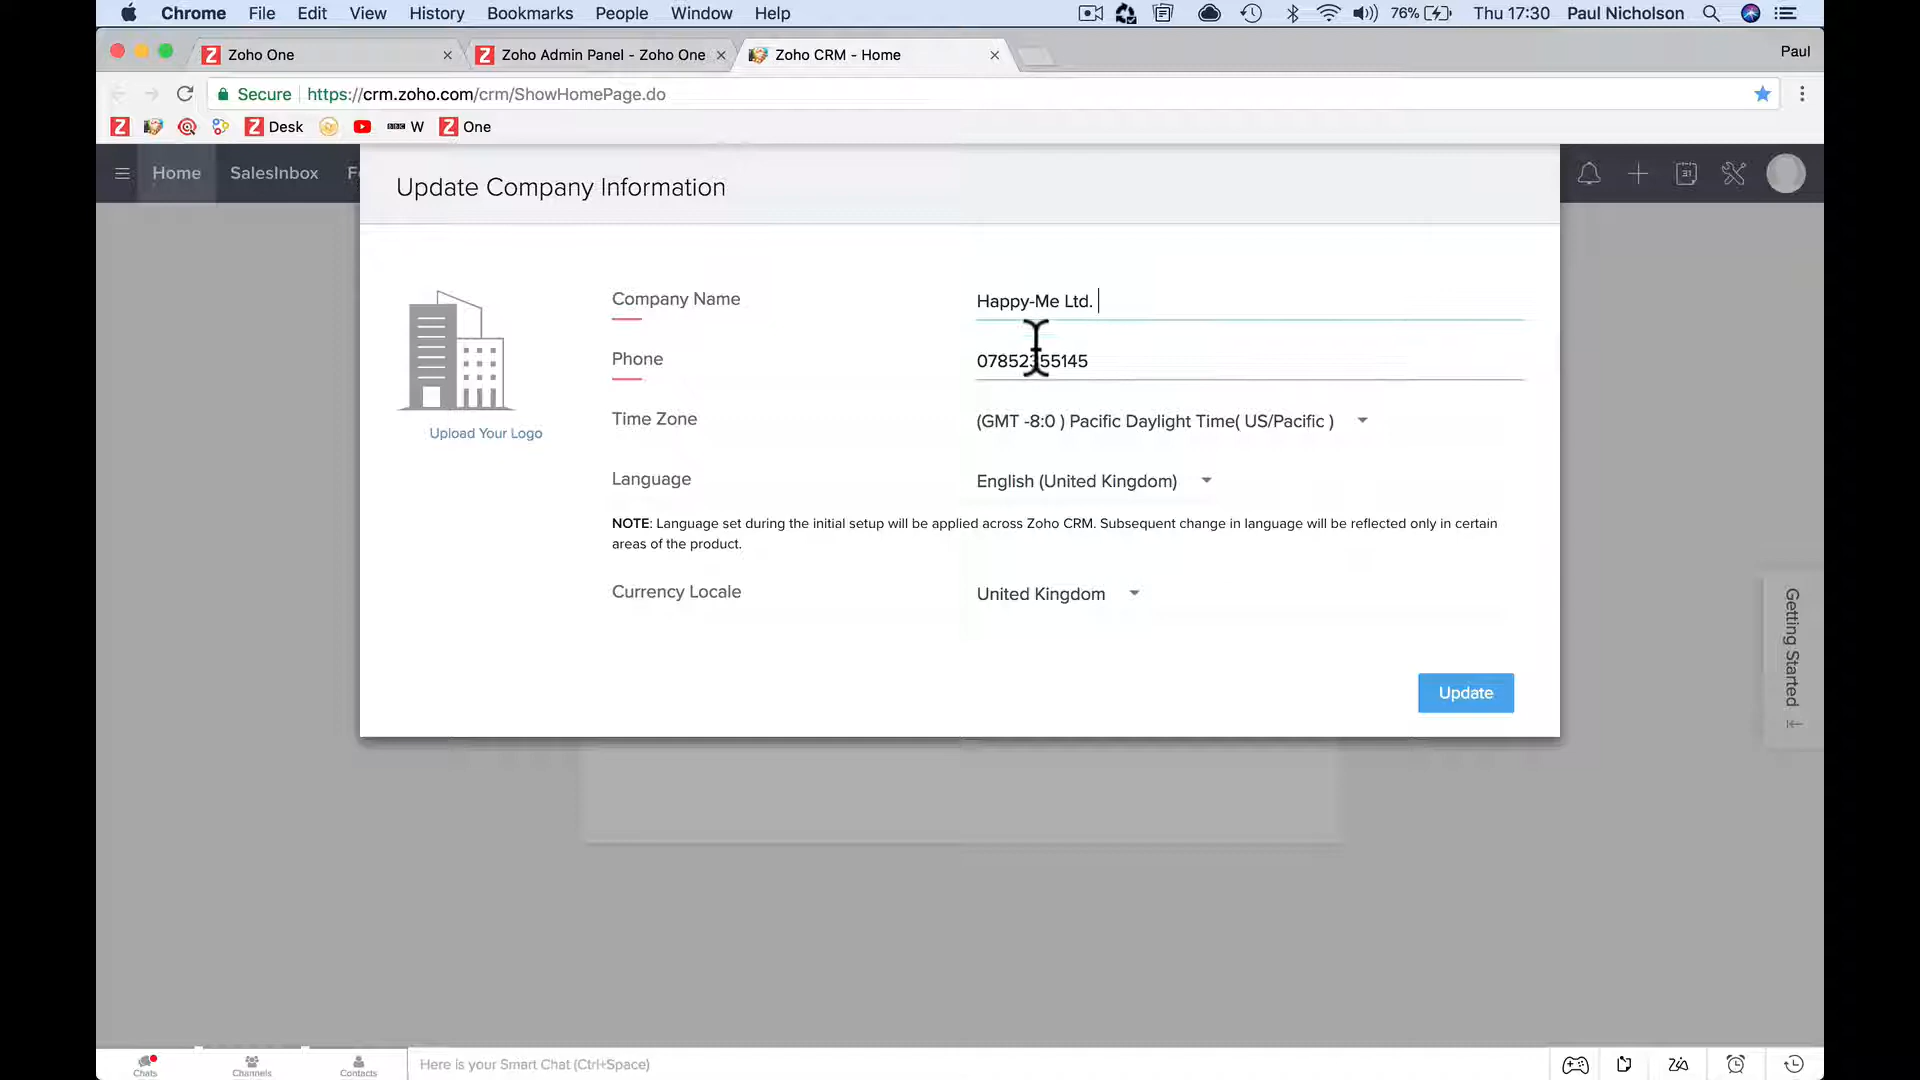 Chrome File Edit View History Bookmarks People Window Help 76% Thu 17:30 Paul Nicholson
Zoho One Zoho Admin Panel - Zoho One Zoho CRM - Home Paul
Secure https://crm.zoho.com/crm/ShowHomePage.do
Desk BBC W One
Home SalesInbox 31
Update Company Information
Company Name Happy-Me Ltd.
Phone 07852355145
Time Zone (GMT -8:0 ) Pacific Daylight Time( US/Pacific )
Upload Your Logo
Language English (United Kingdom)
NOTE: Language set during the initial setup will be applied across Zoho CRM. Subsequent change in language will be reflected only in certain
areas of the product.
Currency Locale United Kingdom
Getting Started
Update
Chats Channels Contacts Here is your Smart Chat (Ctrl+Space)